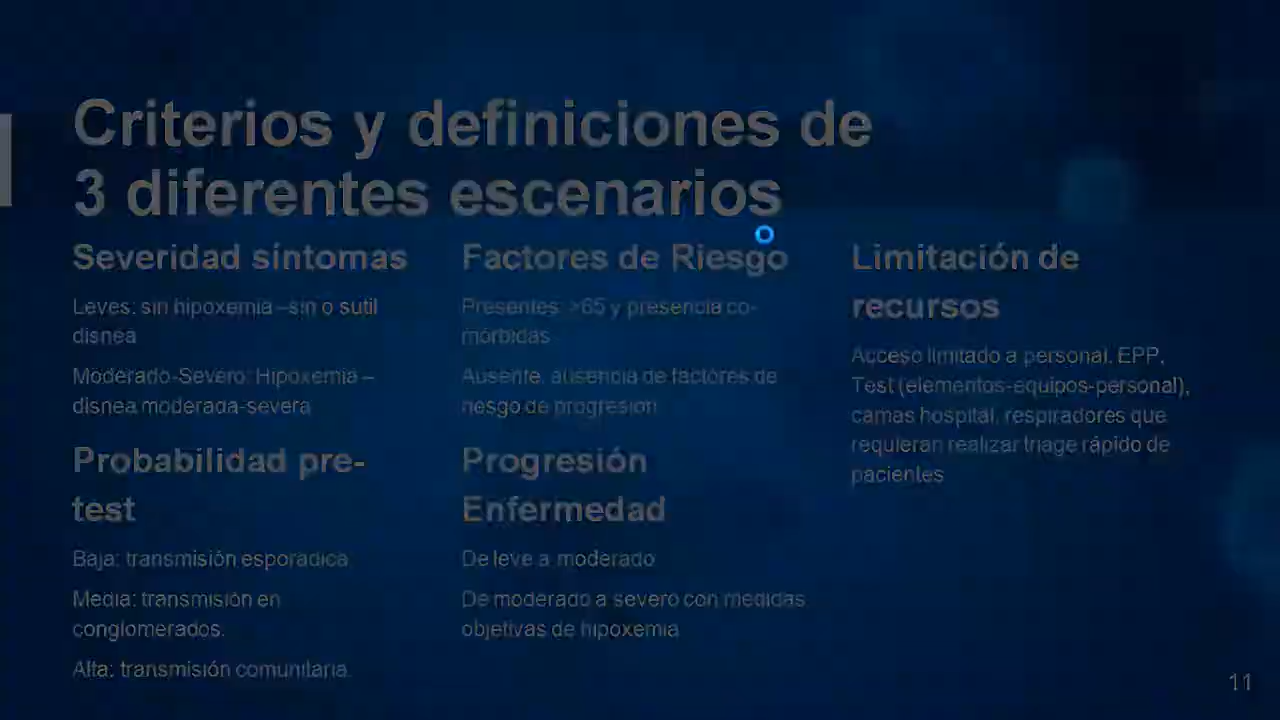 Criterios y definiciones de
3 diferentes escenarios
Severidad síntomas
Leves: sin hipoxemia –sin o sutil
disnea
Moderado-Severo: Hipoxemia –
disnea moderada-severa
Probabilidad pre-
test
Baja: transmisión esporádica
Media: transmisión en
conglomerados.
Alta: transmisión comunitaria.
Factores de Riesgo
Presentes: >65 y presencia co-
mórbidas
Ausente: ausencia de factores de
riesgo de progresión
Progresión
Enfermedad
De leve a moderado
De moderado a severo con medidas
objetivas de hipoxemia
Limitación de
recursos
Acceso limitado a personal, EPP,
Test (elementos-equipos-personal),
camas hospital, respiradores que
requieran realizar triage rápido de
pacientes
11